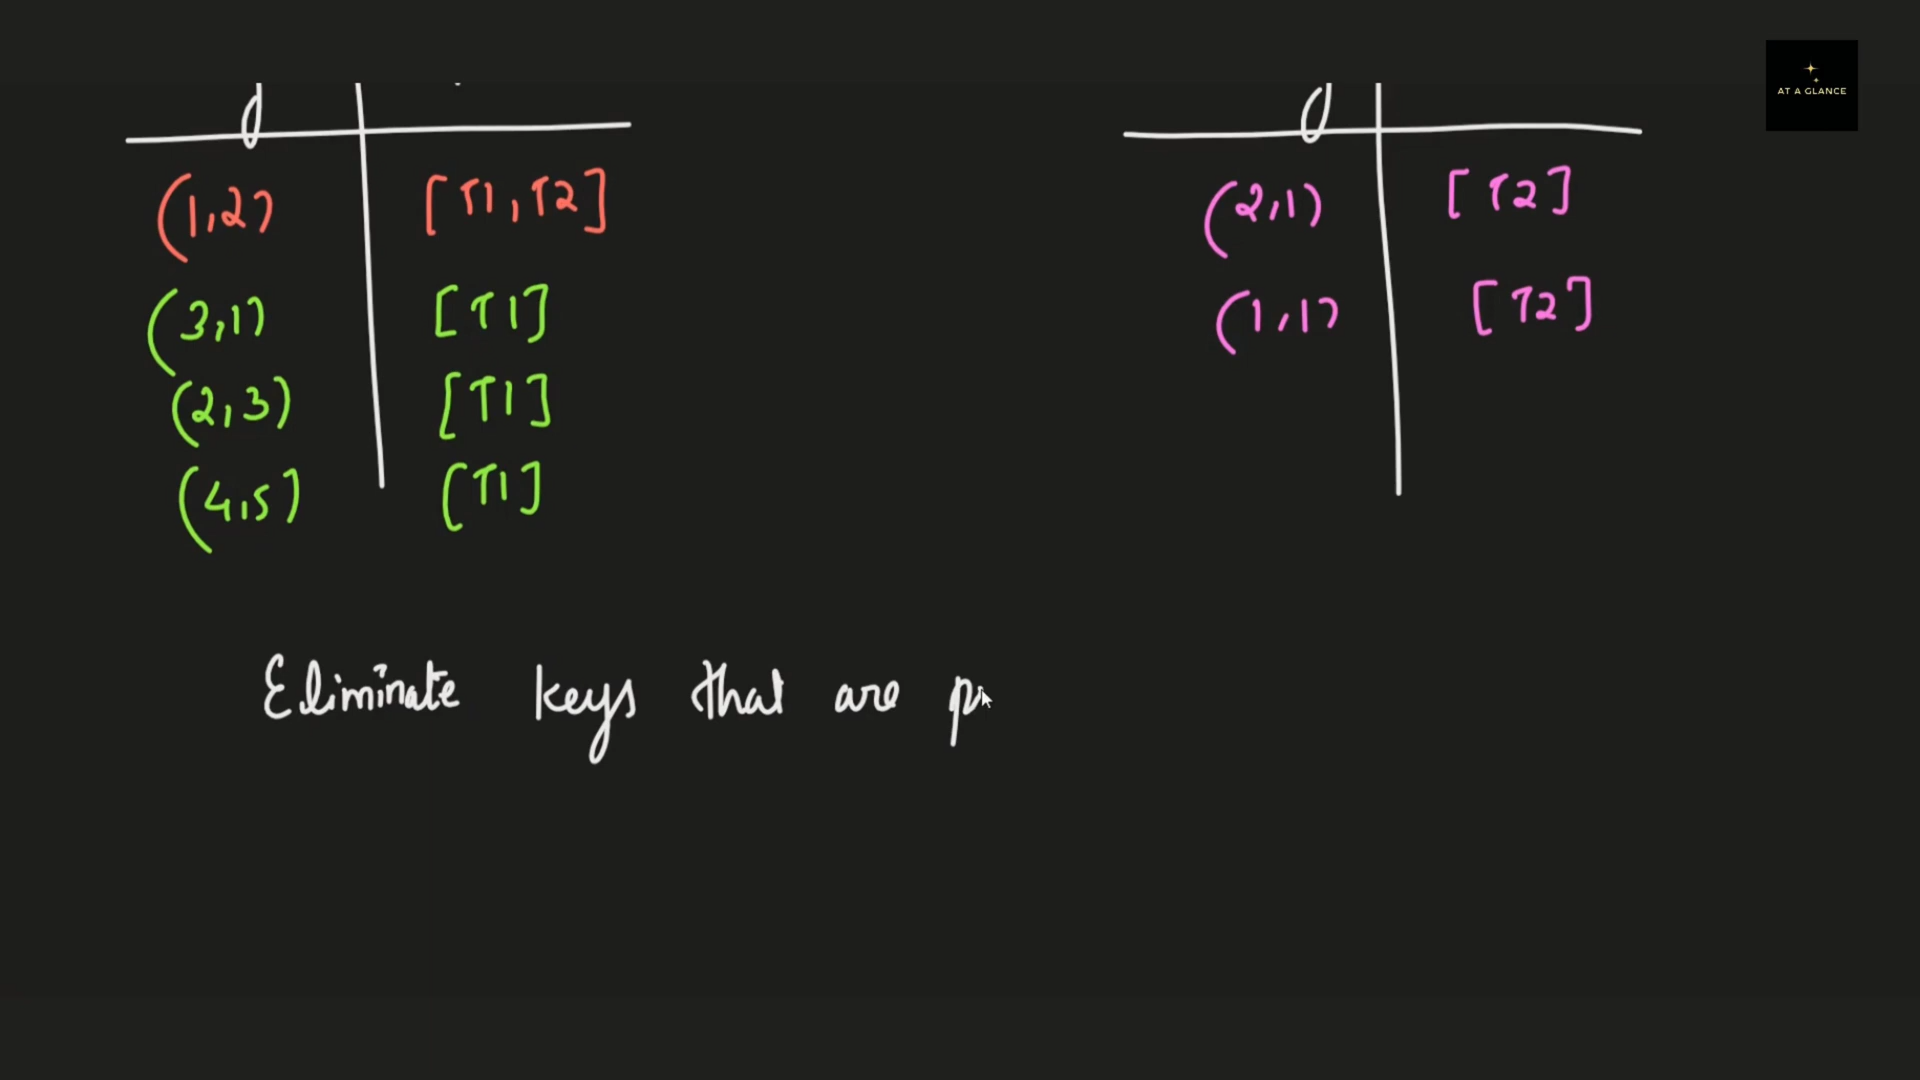 (1,2) [T1, T2]
(3,1) [T1]
(2,3) [T1]
(4,5) [T1]
(2,1) [T2]
(1,1) [T2]
Eliminate keys that are p
AT A GLANCE